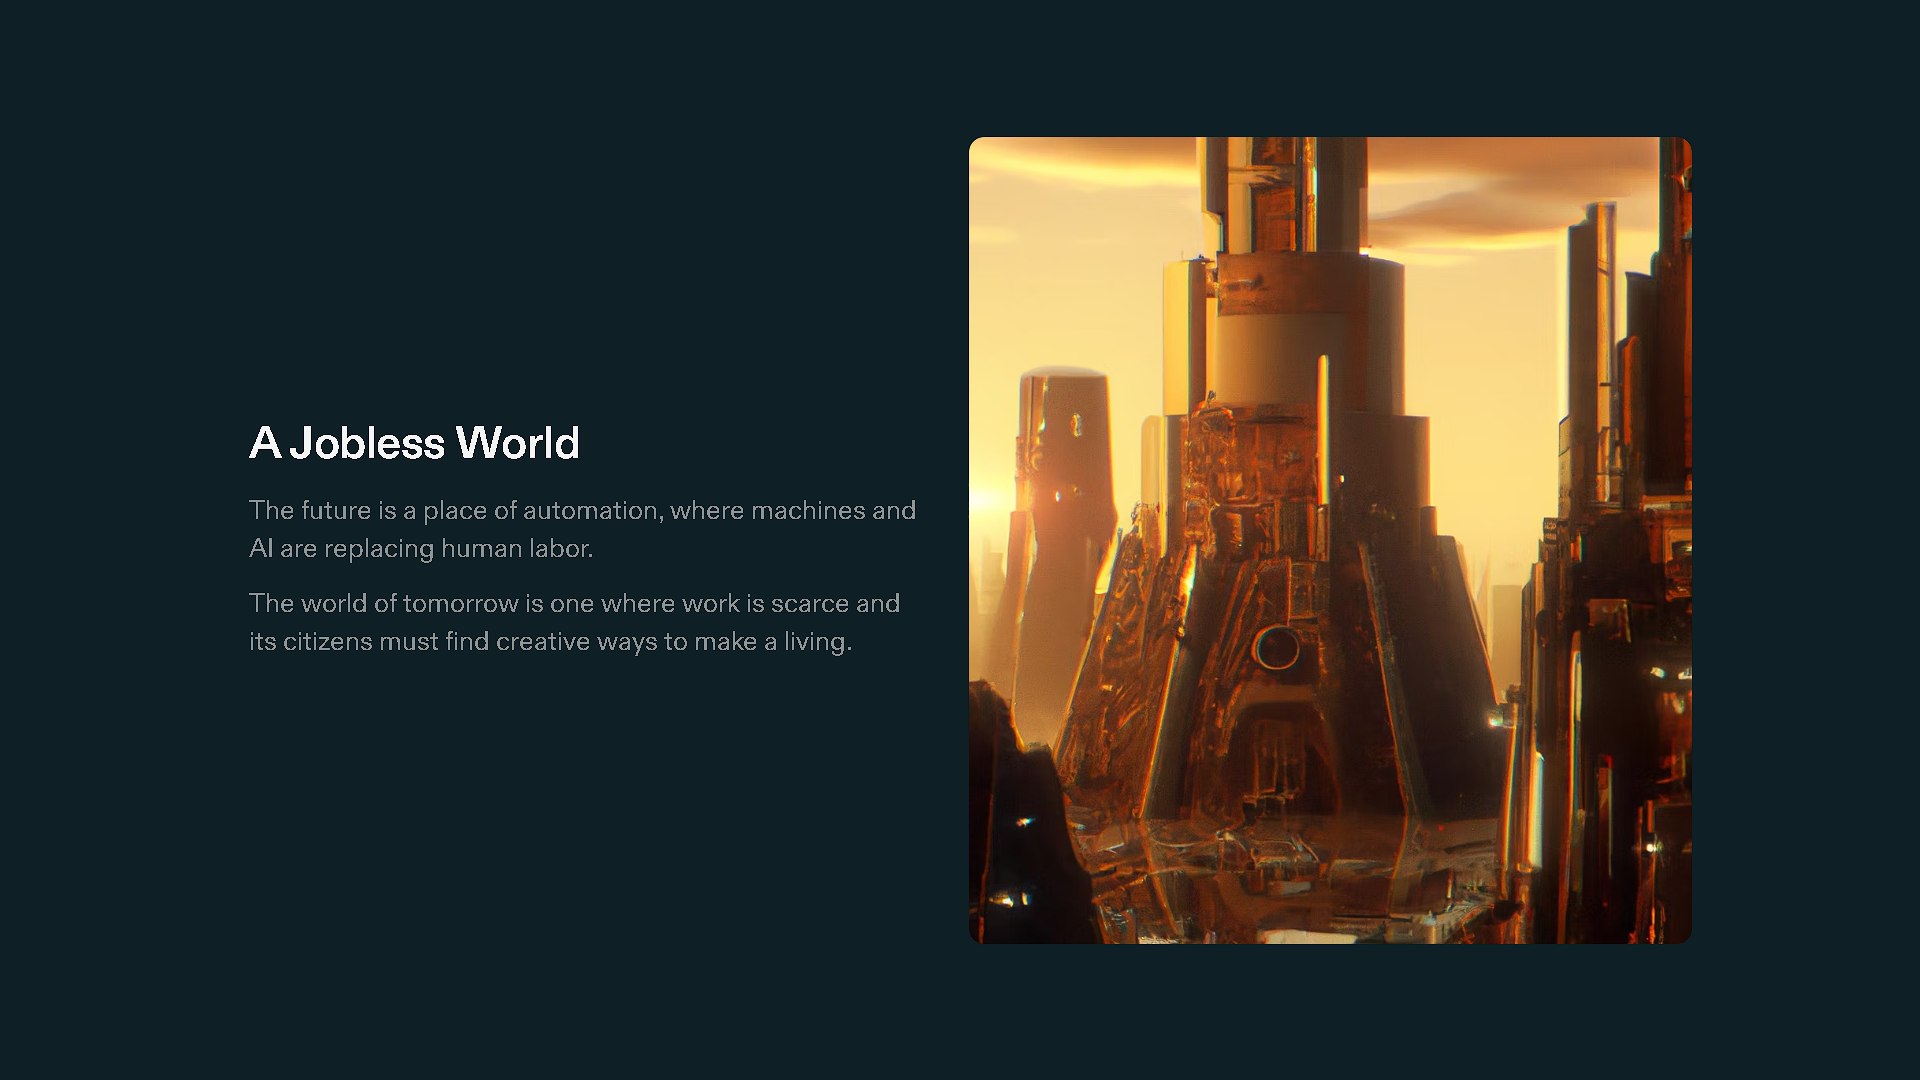 A Jobless World
The future is a place of automation, where machines and
AI are replacing human labor.
The world of tomorrow is one where work is scarce and
its citizens must find creative ways to make a living.